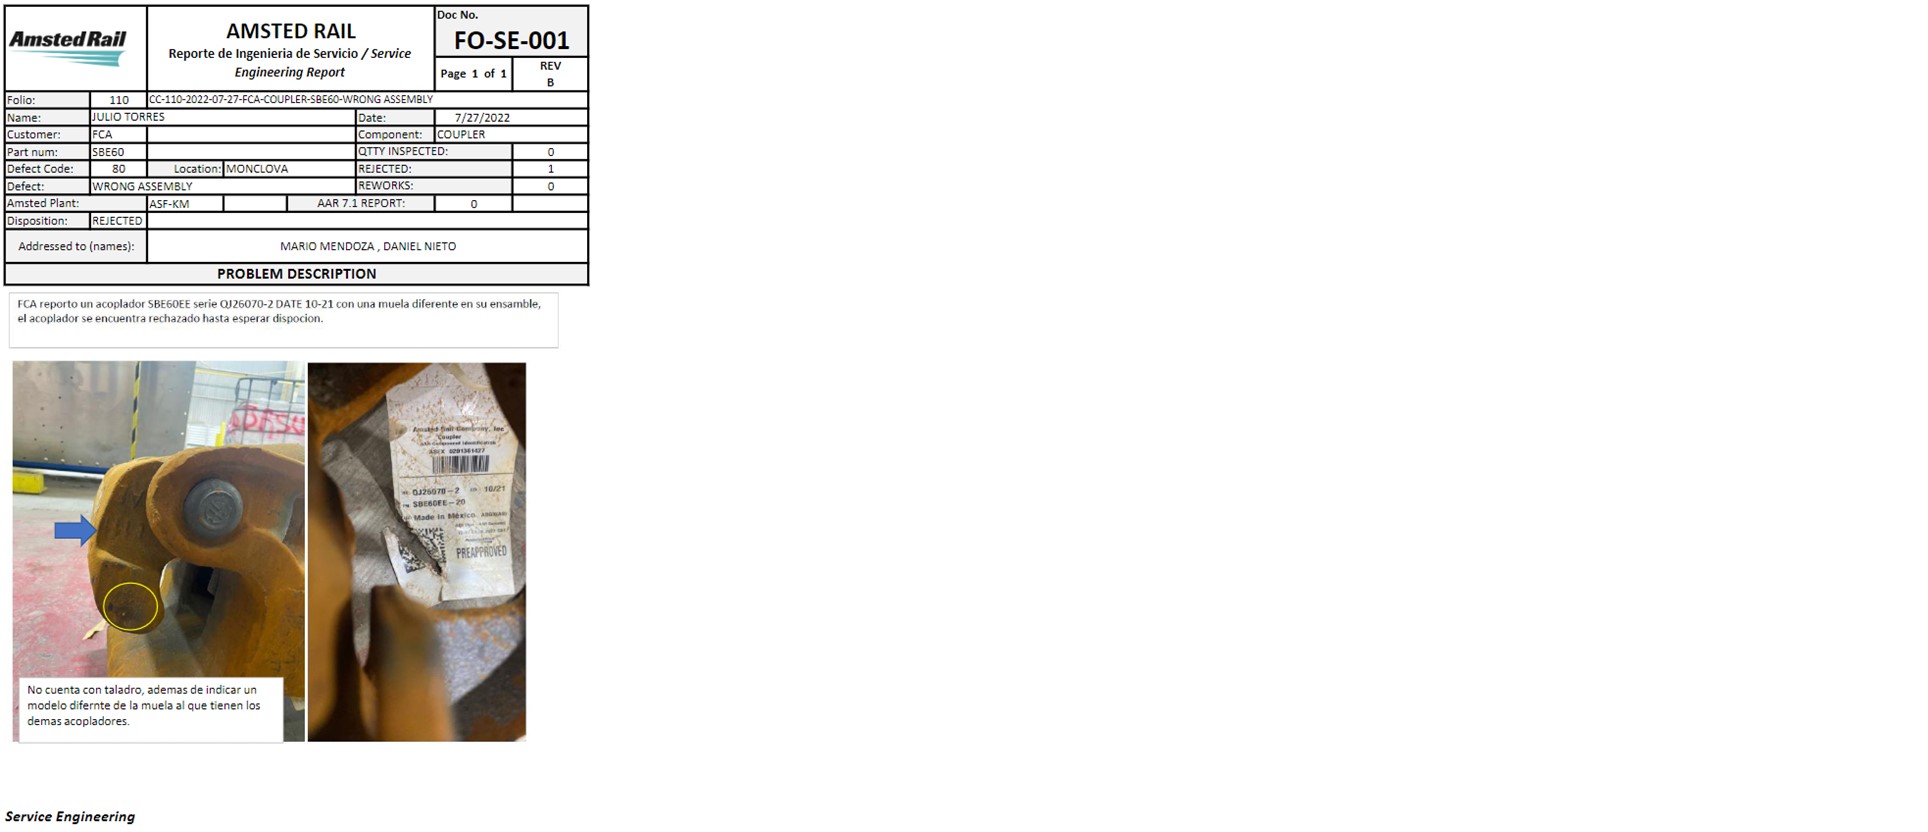 AmstedRail
AMSTED RAIL
Reporte de Ingenieria de Servicio / Service
Engineering Report
Doc No.
FO-SE-001
Page 1 of 1
REV
B
Folio: 110 CC-110-2022-07-27-FCA-COUPLER-SBE60-WRONG ASSEMBLY
Name: JULIO TORRES Date: 7/27/2022
Customer: FCA Component: COUPLER
Part num: SBE60 QTTY INSPECTED: 0
Defect Code: 80 Location: MONCLOVA REJECTED: 1
Defect: WRONG ASSEMBLY REWORKS: 0
Amsted Plant: ASF-KM AAR 7.1 REPORT: 0
Disposition: REJECTED
Addressed to (names): MARIO MENDOZA , DANIEL NIETO
PROBLEM DESCRIPTION
FCA reporto un acoplador SBE60EE serie QJ26070-2 DATE 10-21 con una muela diferente en su ensamble,
el acoplador se encuentra rechazado hasta esperar dispocion.
Amsted Rail Company, Inc
Coupler
0201361427
QJ26070-2 10/21
SBE60EE-20
Made in Mexico
PREAPPROVED
No cuenta con taladro, ademas de indicar un
modelo difernte de la muela al que tienen los
demas acopladores.
Service Engineering